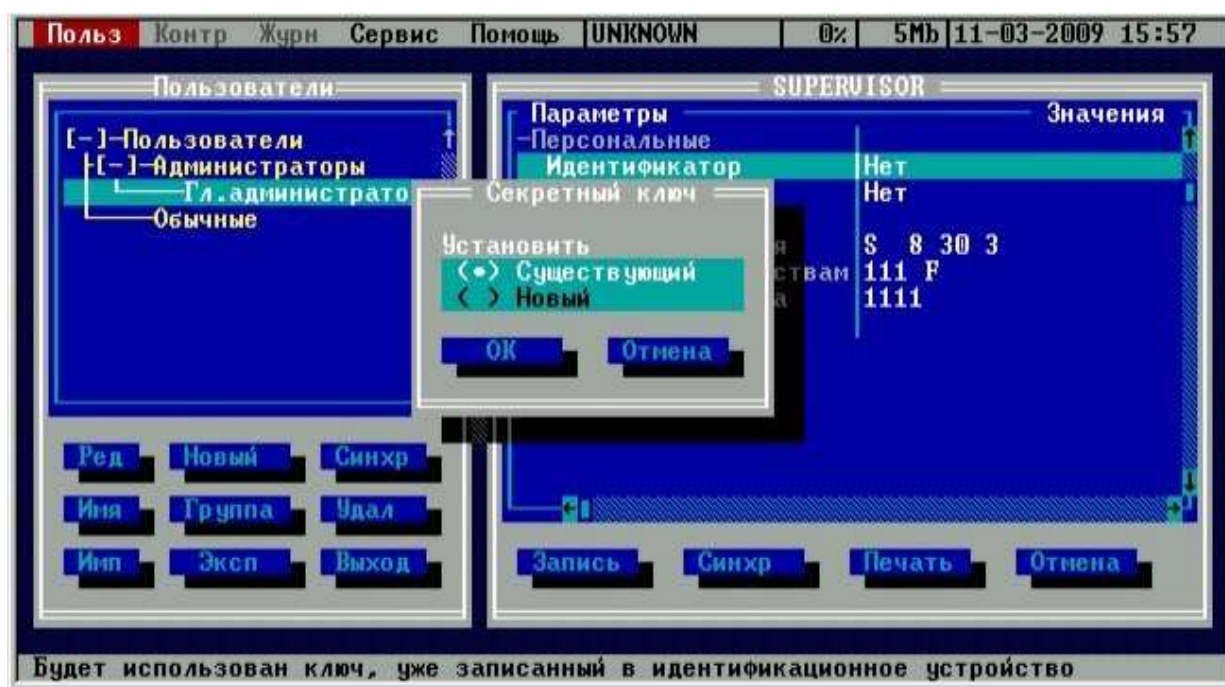 Польз Контр Журн Сервис Помощь UNKNOWN 0% 5Mb 11-03-2009 15:57
Пользователи
[-]-Пользователи
[-]-Администраторы
Гл.администрато
Обычные
Ред Новый Синхр
Имя Группа Удал
Имп Эксп Выход
SUPERVISOR
Параметры Значения
-Персональные
Идентификатор Нет
Нет
я S 8 30 3
ствам 111 F
а 1111
Запись Синхр Печать Отмена
Секретный ключ
Установить
(•) Существующий
( ) Новый
ОК Отмена
Будет использован ключ, уже записанный в идентификационное устройство